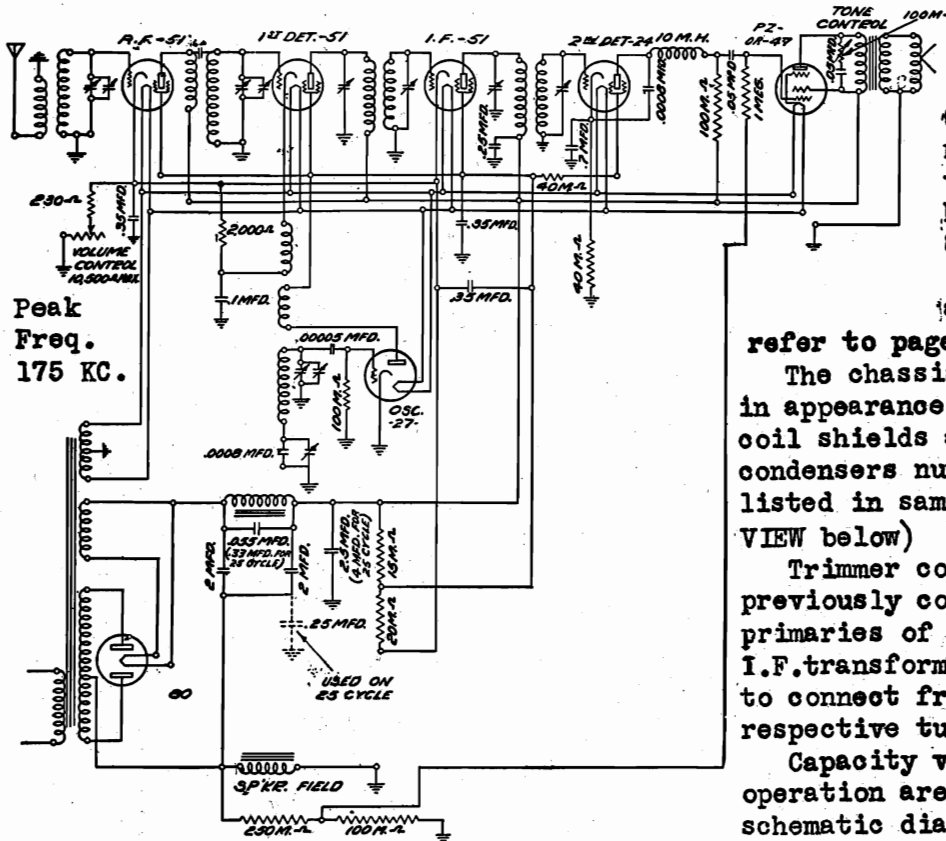 R.F.-51
1ST DET.-51
I.F.-51
2ND DET-24
10 M.H.
PZ-
OR-47
TONE
CONTROL
100M-
.05 MFD
.0008 MFD.
100 M-Ω
.05 MFD
1 MEG.
.25 MFD
.7 MFD
40 M-Ω
230-Ω
.35 MFD.
2000Ω
.35 MFD.
40 M-Ω
VOLUME
CONTROL
10,500Ω MAX.
.1 MFD.
.35 MFD.
Peak
Freq.
175 KC.
.00005 MFD.
100 M-Ω
OSC.
-27-
.0008 MFD.
.055 MFD
(.33 MFD. FOR
25 CYCLE)
2 MFD.
2 MFD.
2.5 MFD.
(4 MFD. FOR
25 CYCLE)
15 M-Ω
20 M-Ω
.25 MFD.
USED ON
25 CYCLE
80
SP'KR. FIELD
250 M-Ω
100 M-Ω
refer to page
The chassi
in appearance
coil shields
condensers nu
listed in sam
VIEW below)
Trimmer co
previously co
primaries of
I.F.transform
to connect fr
respective tu
Capacity v
operation are
schematic dia